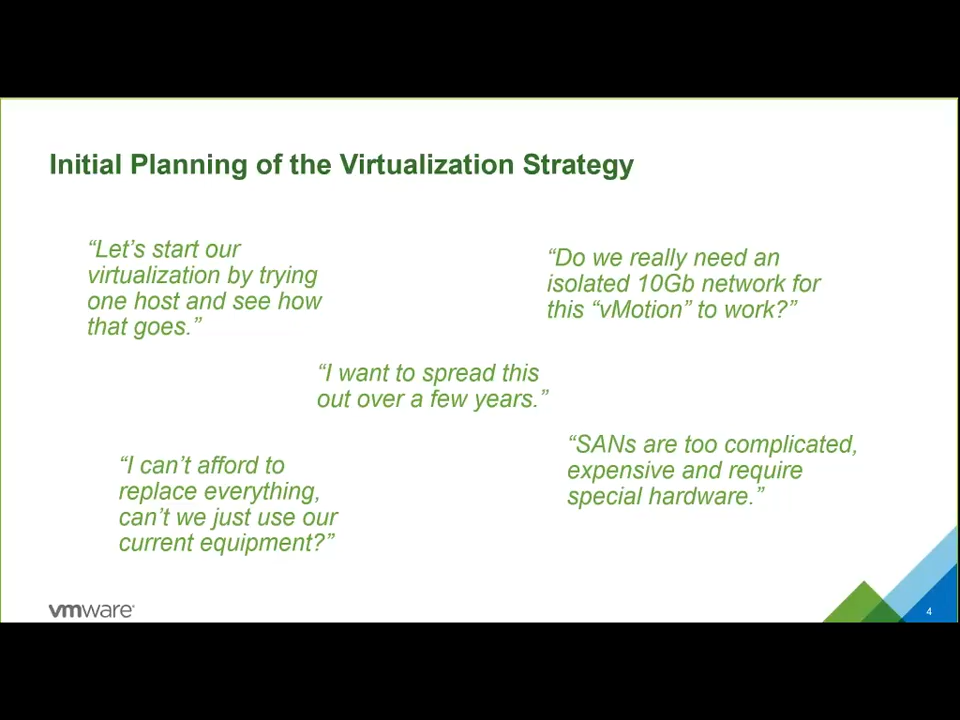 Initial Planning of the Virtualization Strategy
“Let’s start our
virtualization by trying
one host and see how
that goes.”
“Do we really need an
isolated 10Gb network for
this “vMotion” to work?”
“I want to spread this
out over a few years.”
“I can’t afford to
replace everything,
can’t we just use our
current equipment?”
“SANs are too complicated,
expensive and require
special hardware.”
vmware
4